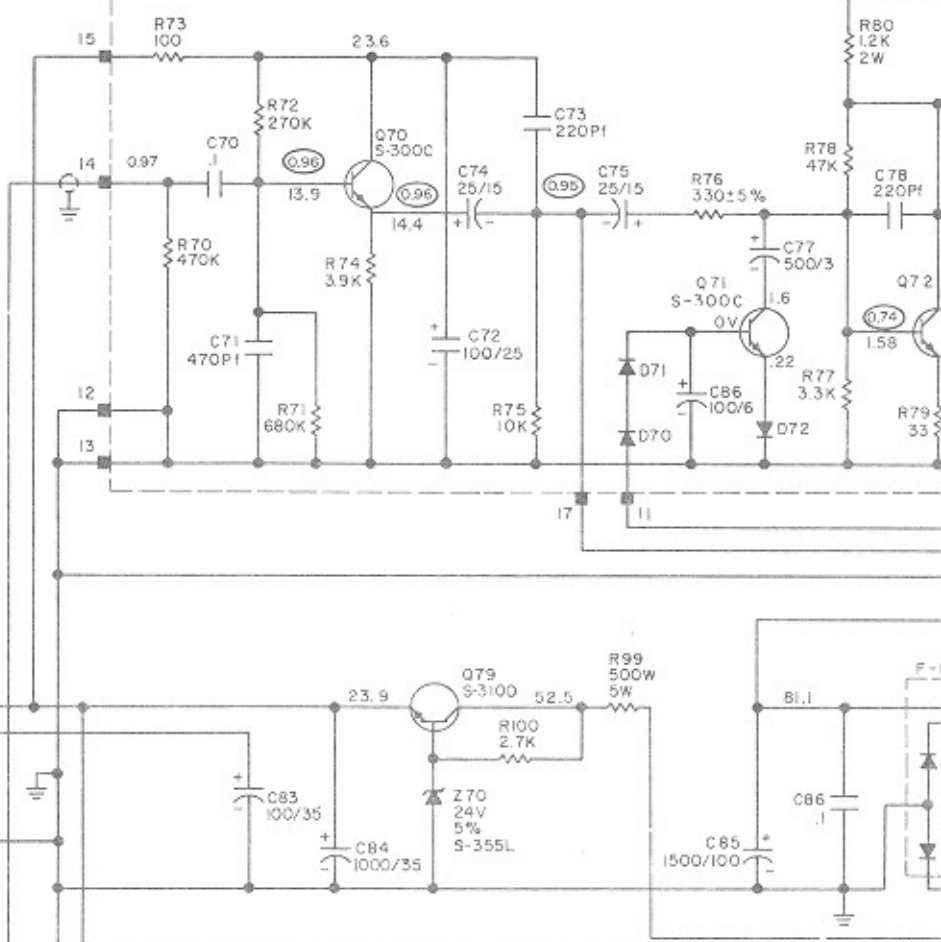 R73
100
15
23.6
R80
1.2K
2W
R72
270K
C70
.1
Q70
S-300C
C73
220Pf
14
0.97
0.96
13.9
0.96
14.4
C74
25/15
+
-
0.95
C75
25/15
-
+
R76
330±5%
R78
47K
C78
220Pf
R70
470K
R74
3.9K
+
-
C77
500/3
Q71
S-300C
1.6
0V
.22
Q72
0.74
1.58
C71
470Pf
+
-
C72
100/25
D71
+
-
C86
100/6
R77
3.3K
12
R71
680K
R75
10K
D70
D72
R79
33
13
17
11
Q79
S-3100
23.9
52.5
R99
500W
5W
R100
2.7K
81.1
+
-
C83
100/35
Z70
24V
5%
S-355L
C86
.1
+
-
C84
1000/35
C85
1500/100
+
-